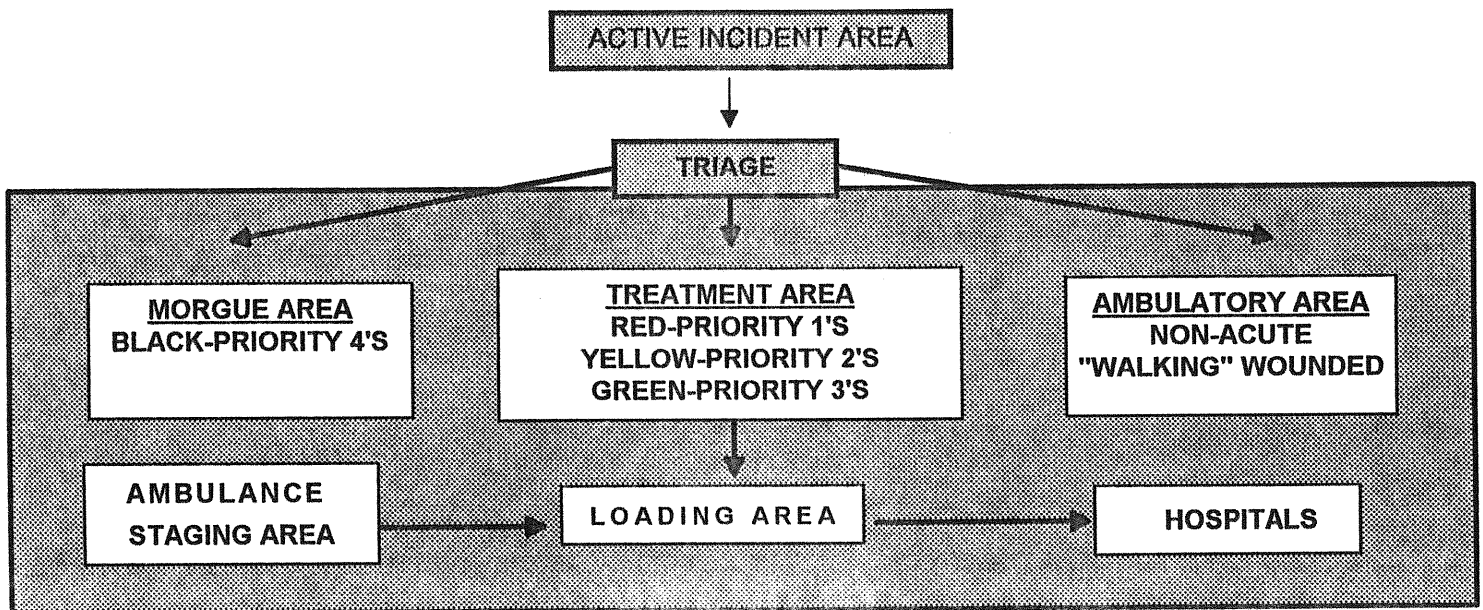 ACTIVE INCIDENT AREA
TRIAGE
MORGUE AREA
BLACK-PRIORITY 4'S
TREATMENT AREA
RED-PRIORITY 1'S
YELLOW-PRIORITY 2'S
GREEN-PRIORITY 3'S
AMBULATORY AREA
NON-ACUTE
"WALKING" WOUNDED
AMBULANCE
STAGING AREA
LOADING AREA
HOSPITALS